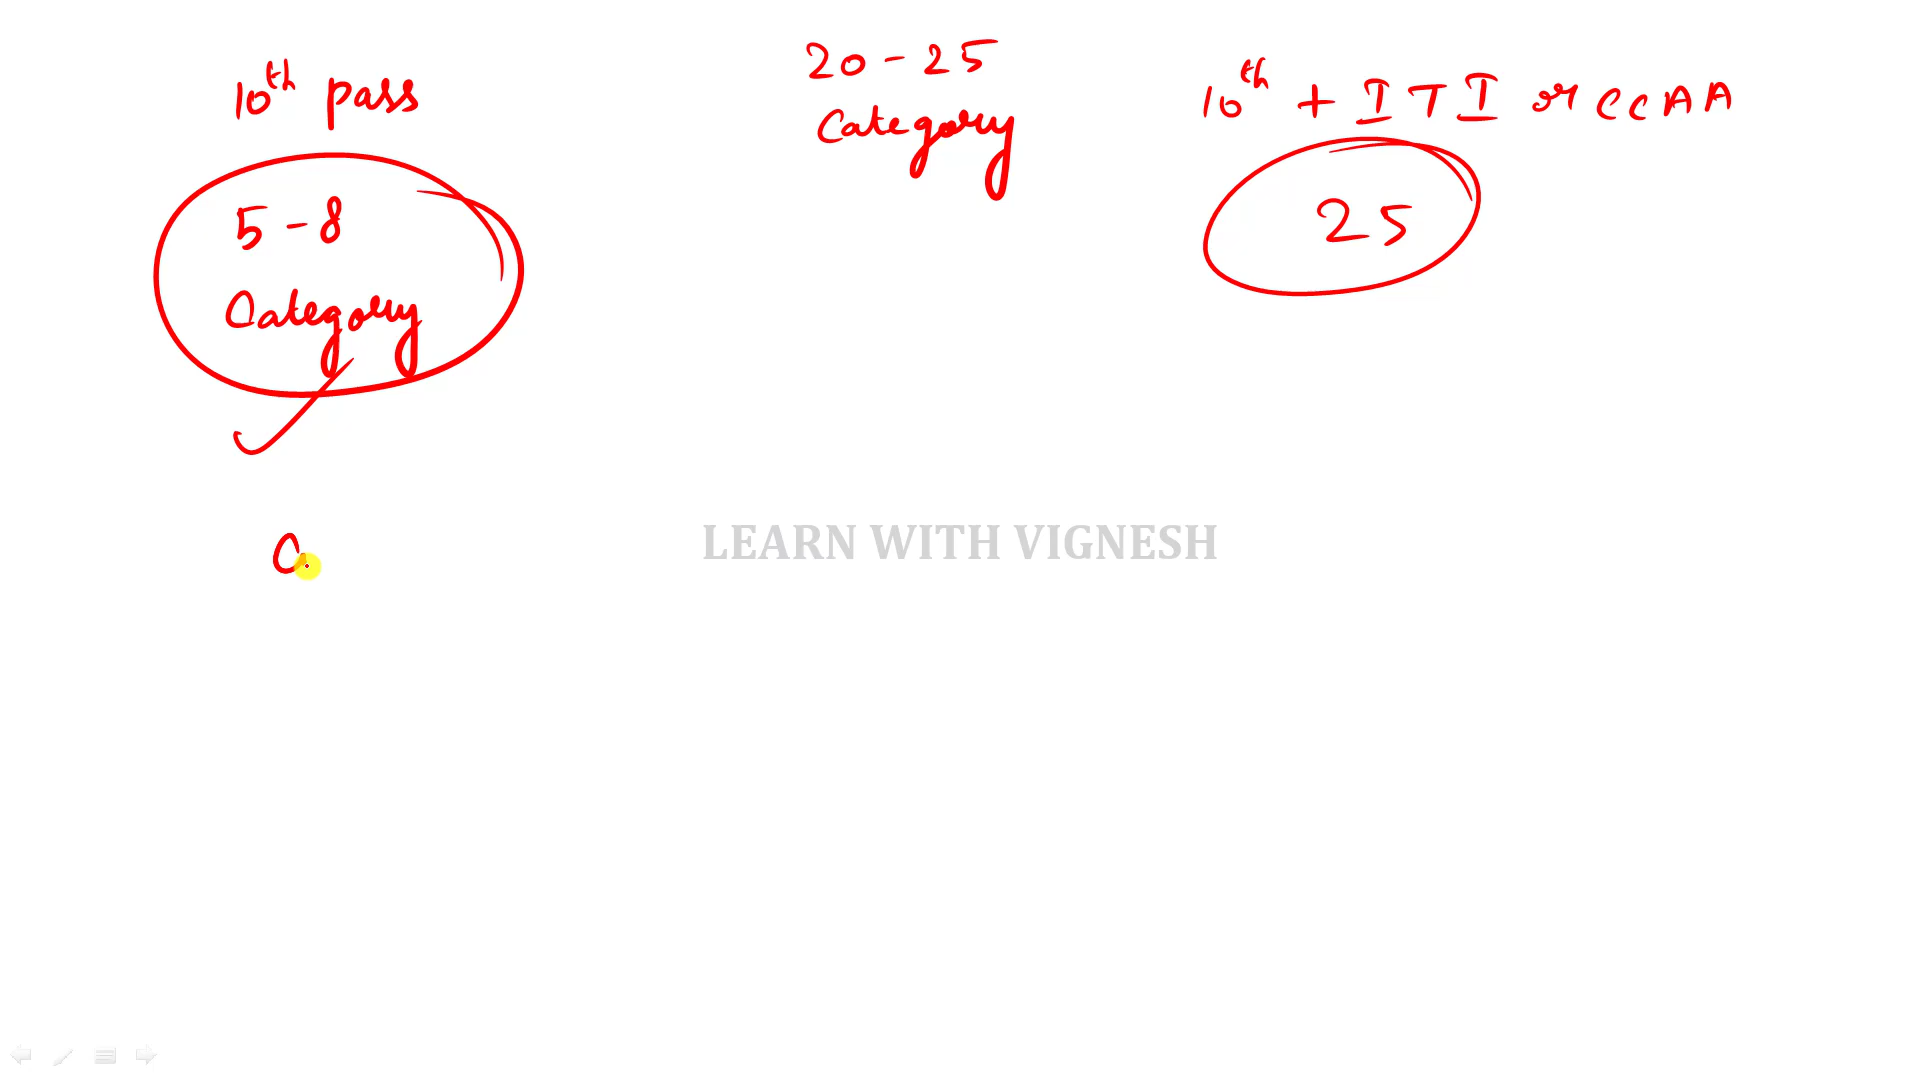 10th pass
5-8
Category
20-25
Category
10th + ITI or CCAA
25
LEARN WITH VIGNESH